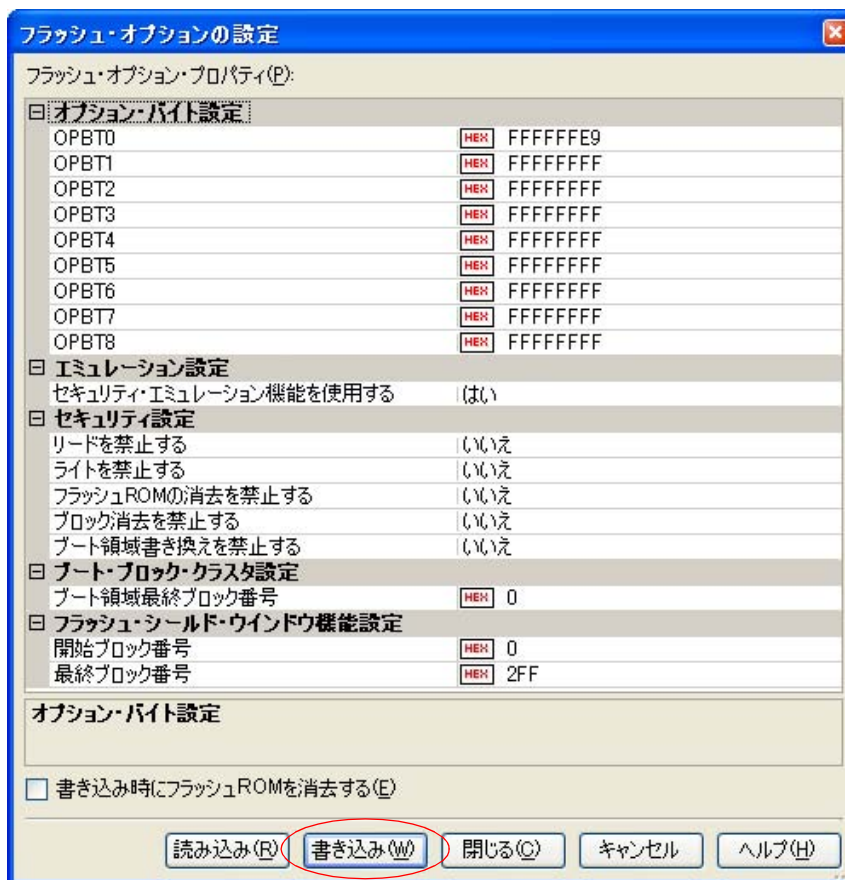 フラッシュ・オプションの設定
フラッシュ・オプション・プロパティ(P):
オプション・バイト設定
OPBT0 HEX FFFFFFE9
OPBT1 HEX FFFFFFFF
OPBT2 HEX FFFFFFFF
OPBT3 HEX FFFFFFFF
OPBT4 HEX FFFFFFFF
OPBT5 HEX FFFFFFFF
OPBT6 HEX FFFFFFFF
OPBT7 HEX FFFFFFFF
OPBT8 HEX FFFFFFFF
エミュレーション設定
セキュリティ・エミュレーション機能を使用する はい
セキュリティ設定
リードを禁止する いいえ
ライトを禁止する いいえ
フラッシュROMの消去を禁止する いいえ
ブロック消去を禁止する いいえ
ブート領域書き換えを禁止する いいえ
ブート・ブロック・クラスタ設定
ブート領域最終ブロック番号 HEX 0
フラッシュ・シールド・ウインドウ機能設定
開始ブロック番号 HEX 0
最終ブロック番号 HEX 2FF
オプション・バイト設定
書き込み時にフラッシュROMを消去する(E)
読み込み(R) 書き込み(W) 閉じる(C) キャンセル ヘルプ(H)